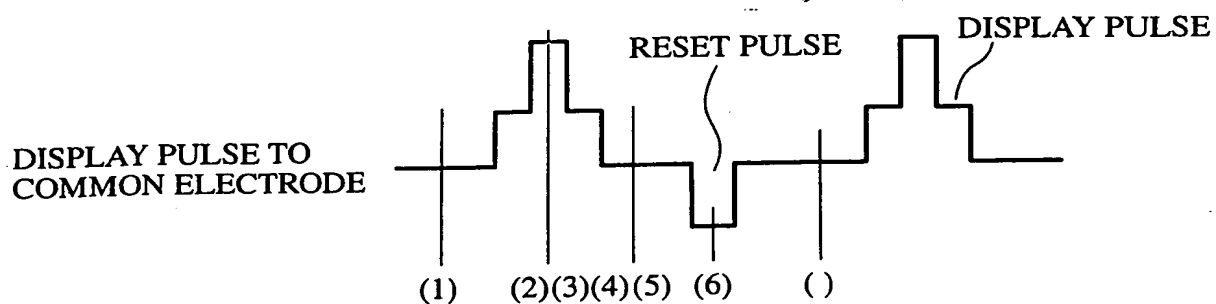 RESET PULSE
DISPLAY PULSE
DISPLAY PULSE TO
COMMON ELECTRODE
(1) (2)(3)(4)(5) (6) ( )